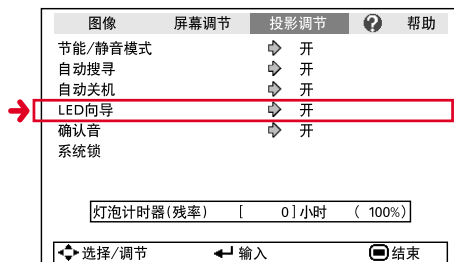 图像 屏幕调节 投影调节 ? 帮助
节能/静音模式 开
自动搜寻 开
自动关机 开
LED向导 开
确认音 开
系统锁
灯泡计时器(残率) [ 0]小时 ( 100%)
选择/调节 输入 结束